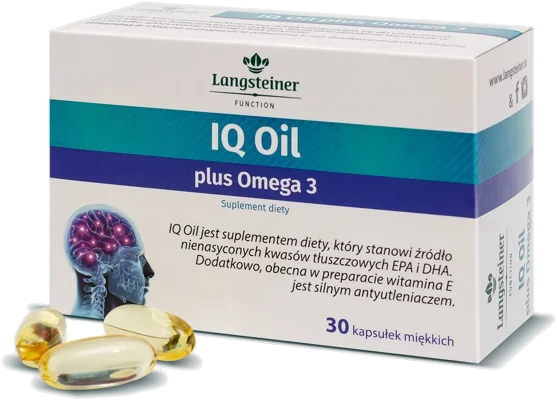 IQ Oil plus Omega 3
Langsteiner
FUNCTION
IQ Oil
plus Omega 3
Suplement diety
IQ Oil jest suplementem diety, który stanowi źródło
nienasyconych kwasów tłuszczowych EPA i DHA.
Dodatkowo, obecna w preparacie witamina E
jest silnym antyutleniaczem.
30 kapsułek miękkich
www.langsteiner.eu
&
Langsteiner
FUNCTION
IQ Oil
plus Omega 3